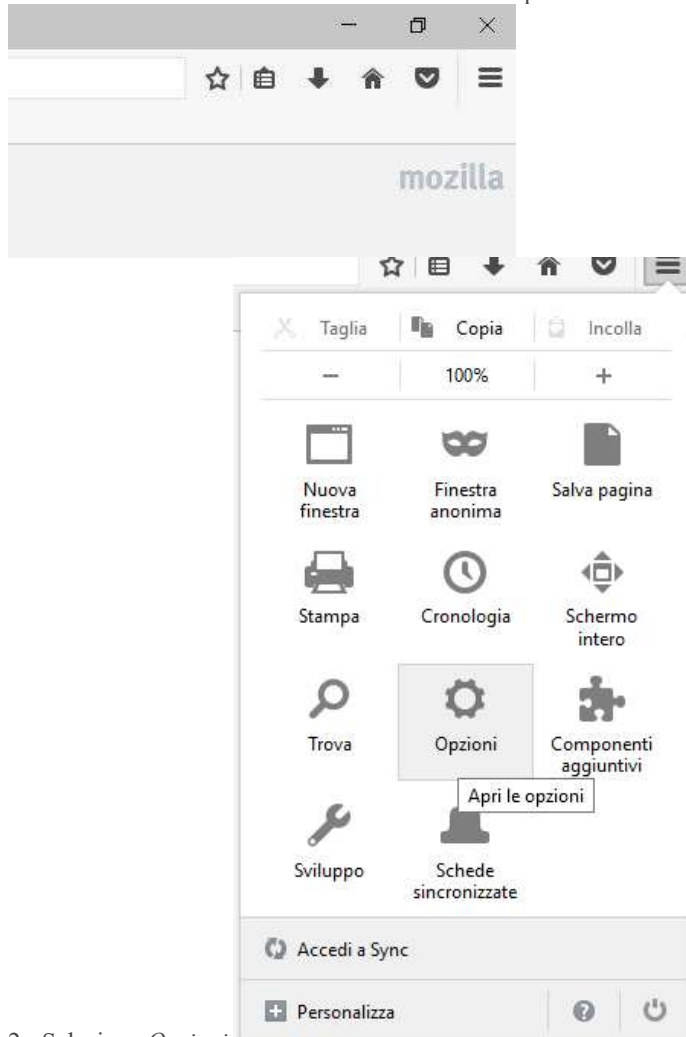 mozilla
Taglia Copia Incolla
− 100% +
Nuova finestra
Finestra anonima
Salva pagina
Stampa
Cronologia
Schermo intero
Trova
Opzioni
Componenti aggiuntivi
Apri le opzioni
Sviluppo
Schede sincronizzate
Accedi a Sync
Personalizza